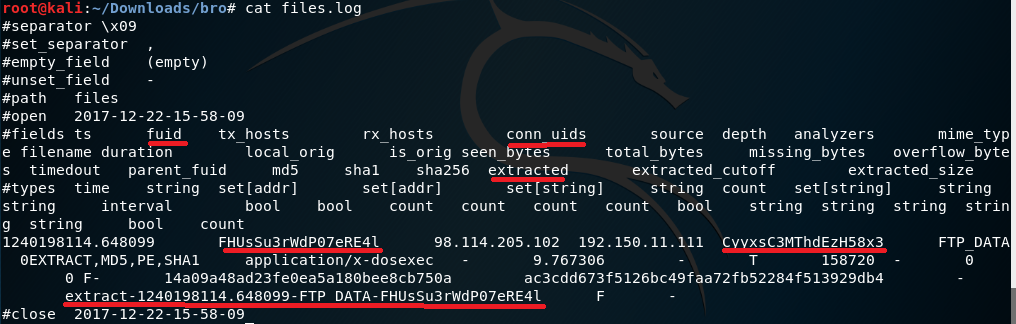 root@kali:~/Downloads/bro# cat files.log
#separator \x09
#set_separator  ,
#empty_field    (empty)
#unset_field    -
#path   files
#open   2017-12-22-15-58-09
#fields ts      fuid    tx_hosts        rx_hosts        conn_uids       source  depth   analyzers       mime_typ
e filename duration        local_orig      is_orig seen_bytes      total_bytes     missing_bytes   overflow_byte
s  timedout   parent_fuid     md5     sha1    sha256  extracted       extracted_cutoff        extracted_size
#types  time    string  set[addr]       set[addr]       set[string]     string  count   set[string]     string
string      interval        bool    bool    count   count   count   count   bool    string  string  string  strin
g  string     bool    count
1240198114.648099       FHUsSu3rWdP07eRE4l      98.114.205.102  192.150.11.111  CyyxsC3MThdEzH58x3      FTP_DATA
  0EXTRACT,MD5,PE,SHA1     application/x-dosexec   -       9.767306        -       T       158720  -       0
       0 F-       14a09a48ad23fe0ea5a180bee8cb750a        ac3cdd673f5126bc49faa72fb52284f513929db4        -
       extract-1240198114.648099-FTP_DATA-FHUsSu3rWdP07eRE4l      F       -
#close  2017-12-22-15-58-09